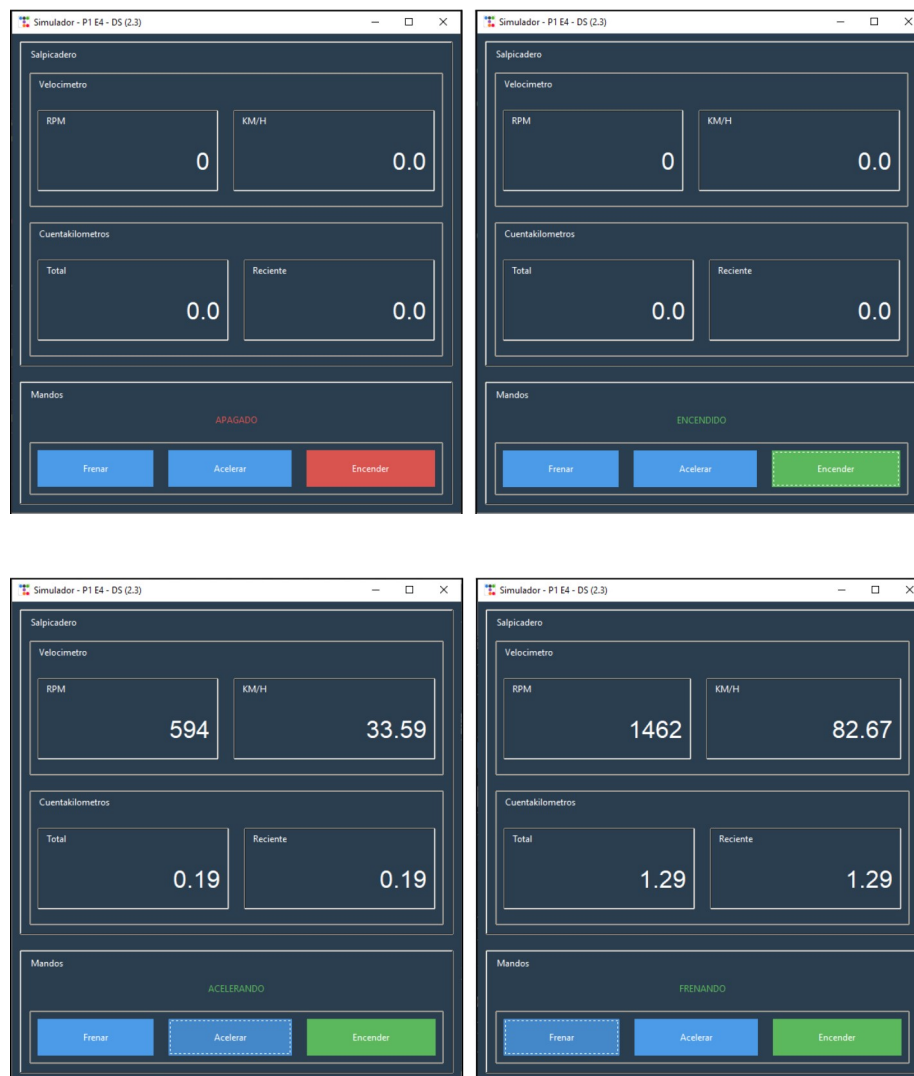 Simulador - P1 E4 - DS (2.3)
Salpicadero
Velocimetro
RPM
KM/H
0
0.0
Cuentakilometros
Total
Reciente
0.0
0.0
Mandos
APAGADO
Frenar
Acelerar
Encender
Simulador - P1 E4 - DS (2.3)
Salpicadero
Velocimetro
RPM
KM/H
0
0.0
Cuentakilometros
Total
Reciente
0.0
0.0
Mandos
ENCENDIDO
Frenar
Acelerar
Encender
Simulador - P1 E4 - DS (2.3)
Salpicadero
Velocimetro
RPM
KM/H
594
33.59
Cuentakilometros
Total
Reciente
0.19
0.19
Mandos
ACELERANDO
Frenar
Acelerar
Encender
Simulador - P1 E4 - DS (2.3)
Salpicadero
Velocimetro
RPM
KM/H
1462
82.67
Cuentakilometros
Total
Reciente
1.29
1.29
Mandos
FRENANDO
Frenar
Acelerar
Encender